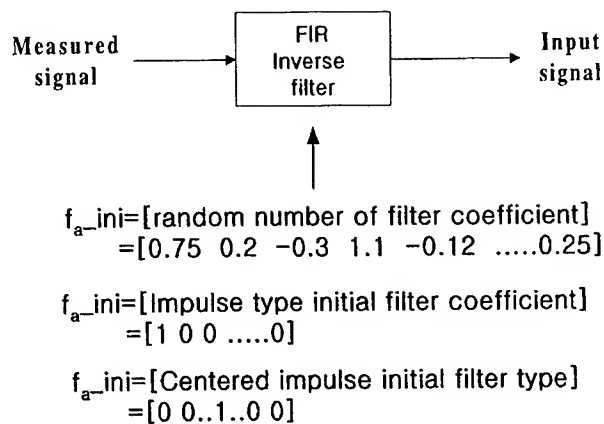 Measured signal
FIR Inverse filter
Input signal
f_a_ini=[random number of filter coefficient]
=[0.75 0.2 -0.3 1.1 -0.12 .....0.25]
f_a_ini=[Impulse type initial filter coefficient]
=[1 0 0 .....0]
f_a_ini=[Centered impulse initial filter type]
=[0 0..1..0 0]